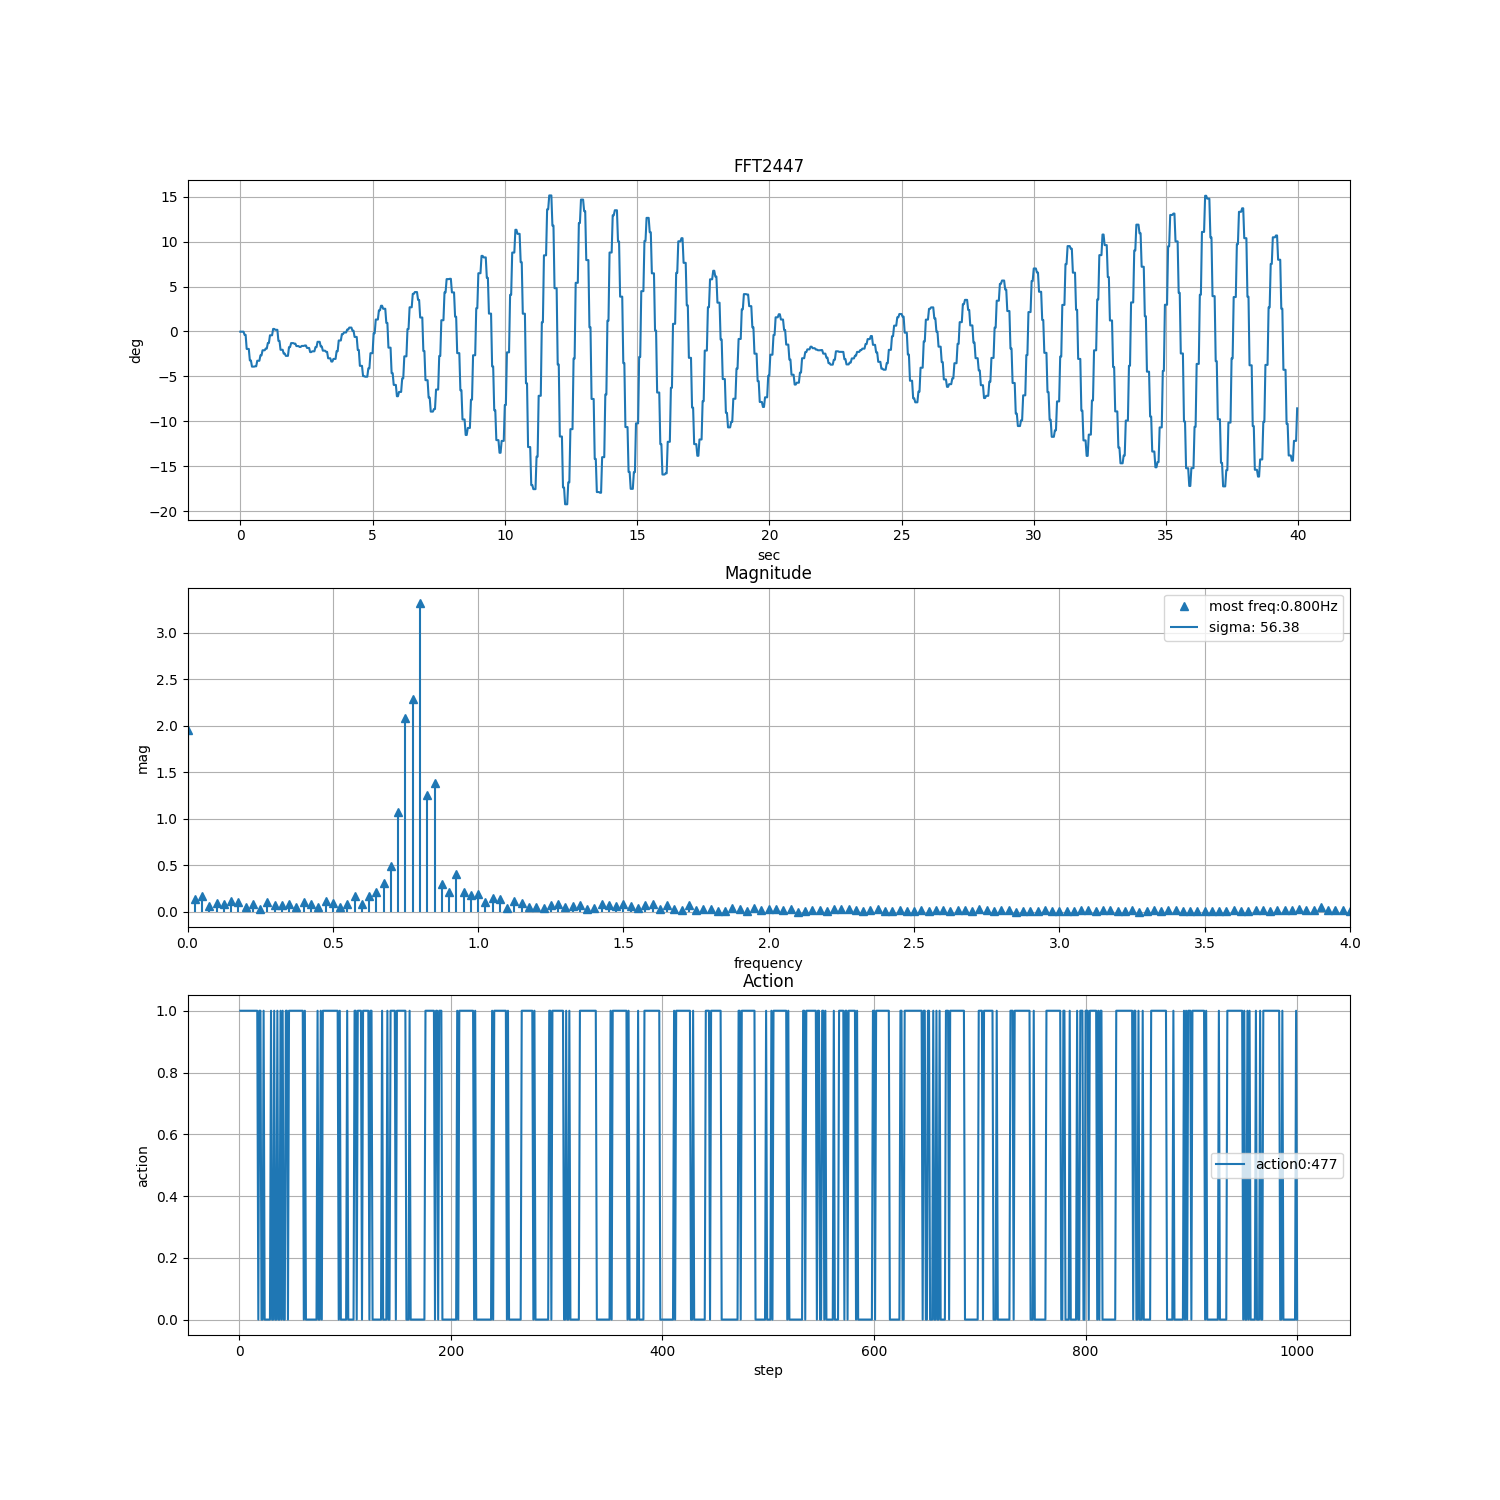 FFT2447
15
10
5
0
−5
−10
−15
−20
deg
0 5 10 15 20 25 30 35 40
sec
Magnitude
3.0
2.5
2.0
1.5
1.0
0.5
0.0
mag
most freq:0.800Hz
sigma: 56.38
0.0 0.5 1.0 1.5 2.0 2.5 3.0 3.5 4.0
frequency
Action
1.0
0.8
0.6
0.4
0.2
0.0
action
action0:477
0 200 400 600 800 1000
step